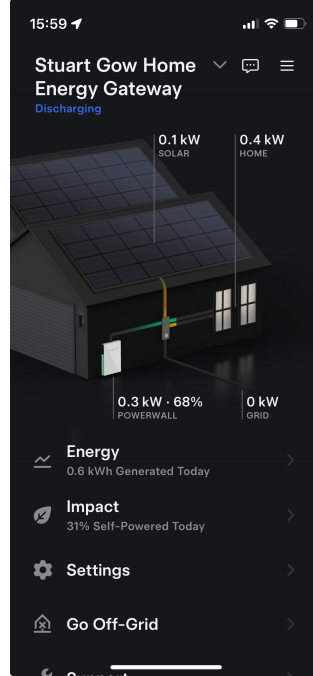 15:59
Stuart Gow Home
Energy Gateway
Discharging
0.1 kW
SOLAR
0.4 kW
HOME
0.3 kW · 68%
POWERWALL
0 kW
GRID
Energy
0.6 kWh Generated Today
Impact
31% Self-Powered Today
Settings
Go Off-Grid
Support